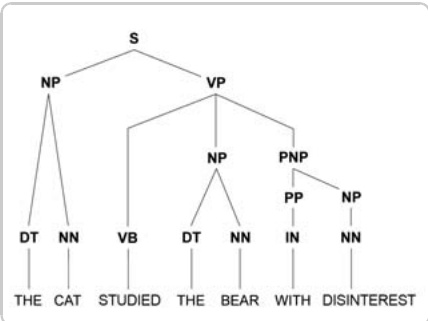 S
NP VP
NP PNP
PP NP
DT NN VB DT NN IN NN
THE CAT STUDIED THE BEAR WITH DISINTEREST